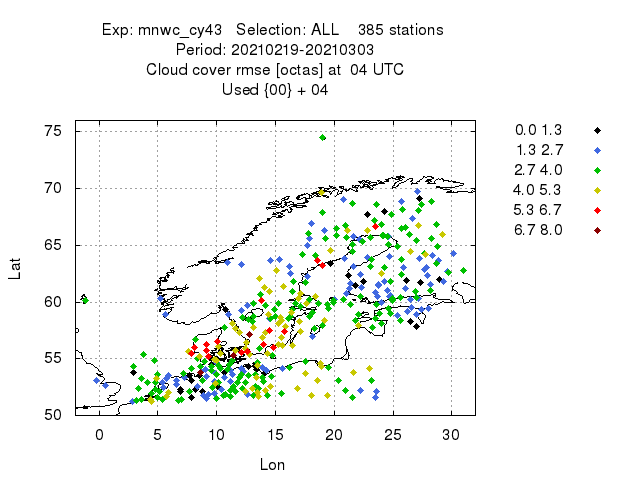 Exp: mnwc_cy43 Selection: ALL 385 stations
Period: 20210219-20210303
Cloud cover rmse [octas] at 04 UTC
Used {00} + 04
75
70
65
60
55
50
Lat
0 5 10 15 20 25 30
Lon
0.0 1.3
1.3 2.7
2.7 4.0
4.0 5.3
5.3 6.7
6.7 8.0